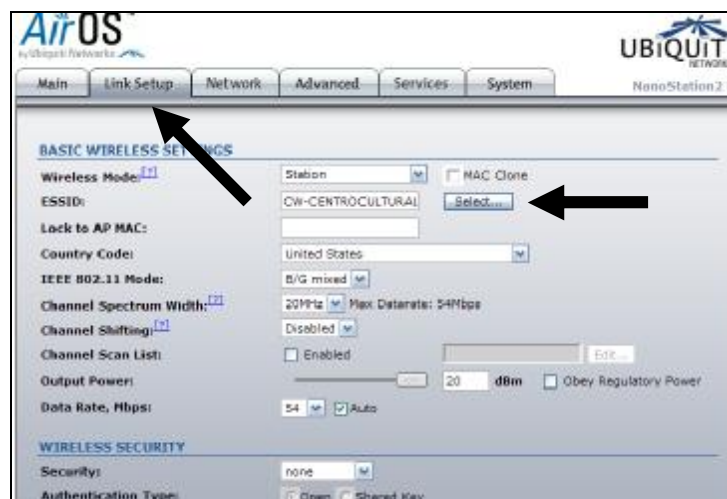 AirOS
by Ubiquiti Networks
UBiQUiTi
NETWORKS
Main Link Setup Network Advanced Services System NanoStation2
BASIC WIRELESS SETTINGS
Wireless Mode:[?] Station MAC Clone
ESSID: CW-CENTROCULTURAL Select...
Lock to AP MAC:
Country Code: United States
IEEE 802.11 Mode: B/G mixed
Channel Spectrum Width:[?] 20MHz Max Datarate: 54Mbps
Channel Shifting:[?] Disabled
Channel Scan List: Enabled Edit...
Output Power: 20 dBm Obey Regulatory Power
Data Rate, Mbps: 54 Auto
WIRELESS SECURITY
Security: none
Authentication Type: Open Shared Key